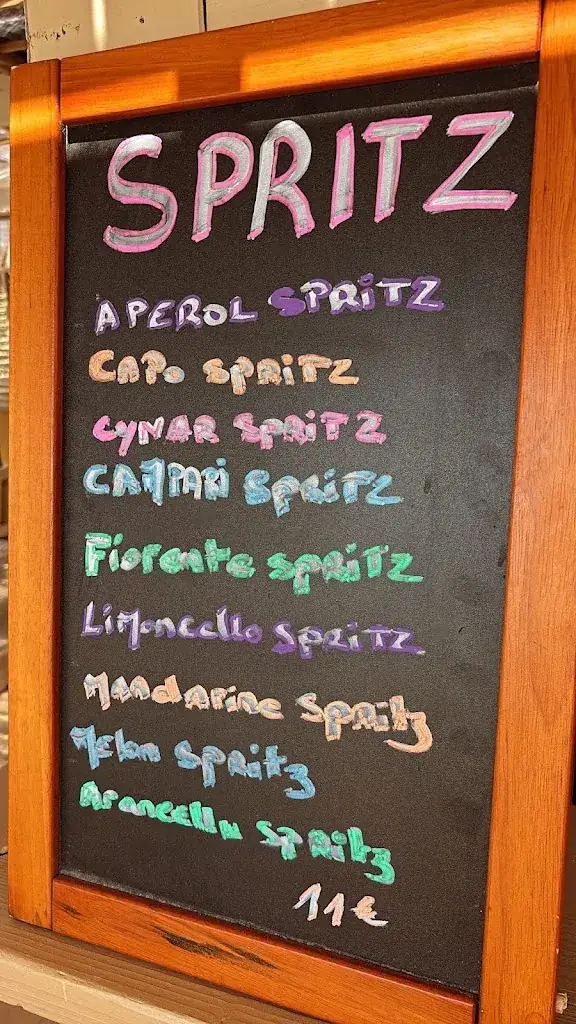 SPRITZ
APEROL SPRITZ
CAPO SPRITZ
CYNAR SPRITZ
CAMPARI SPRITZ
Fiorente SPRITZ
Limoncello SPRITZ
Mandarine Spritz
Melon Spritz
Arancello Spritz
11€